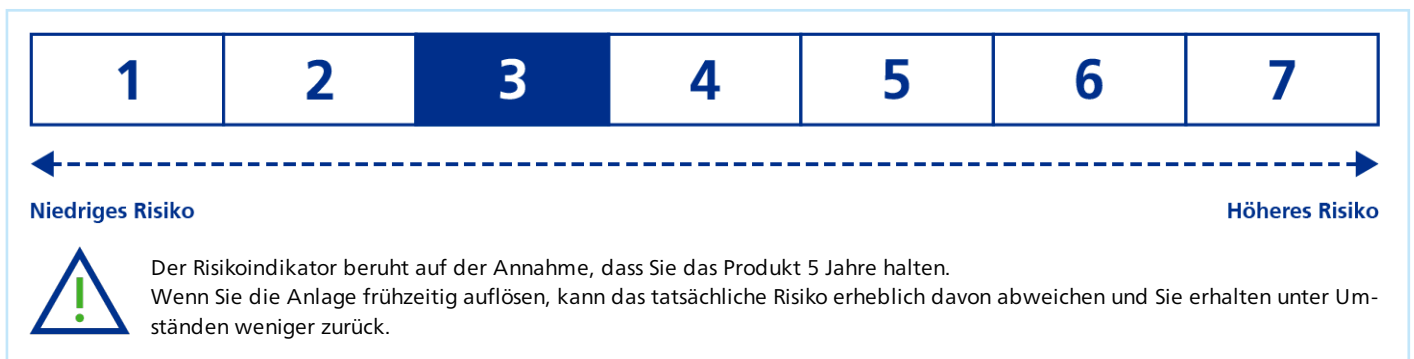 1 2 3 4 5 6 7
Niedriges Risiko Höheres Risiko
Der Risikoindikator beruht auf der Annahme, dass Sie das Produkt 5 Jahre halten.
Wenn Sie die Anlage frühzeitig auflösen, kann das tatsächliche Risiko erheblich davon abweichen und Sie erhalten unter Um-
ständen weniger zurück.